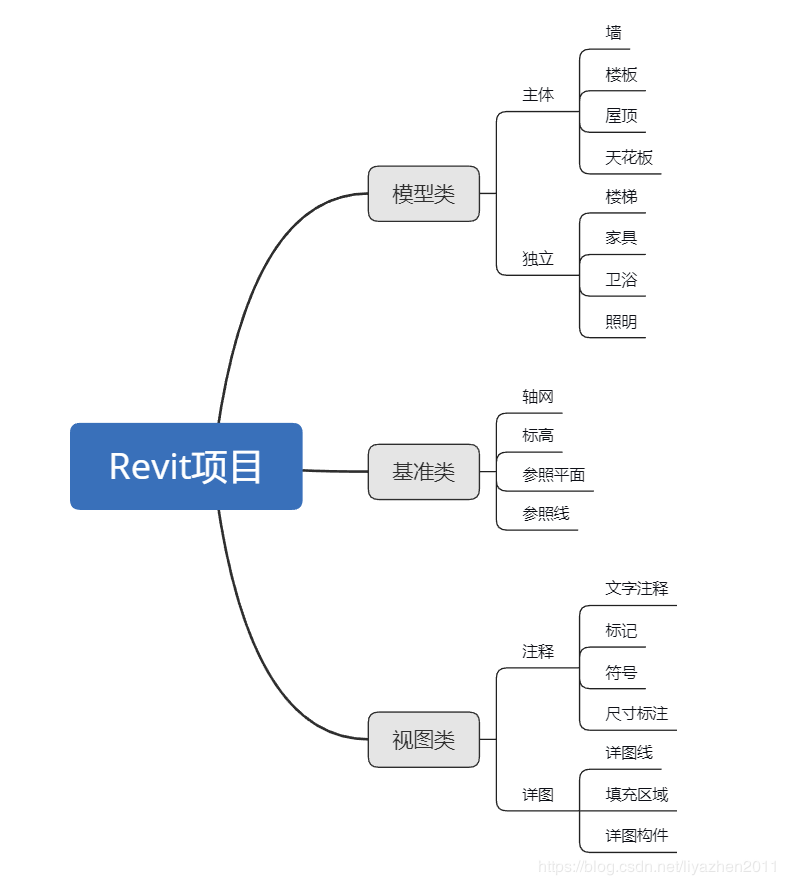 Revit项目
模型类
主体
墙
楼板
屋顶
天花板
独立
楼梯
家具
卫浴
照明
基准类
轴网
标高
参照平面
参照线
视图类
注释
文字注释
标记
符号
尺寸标注
详图
详图线
填充区域
详图构件
https://blog.csdn.net/liyazhen2011